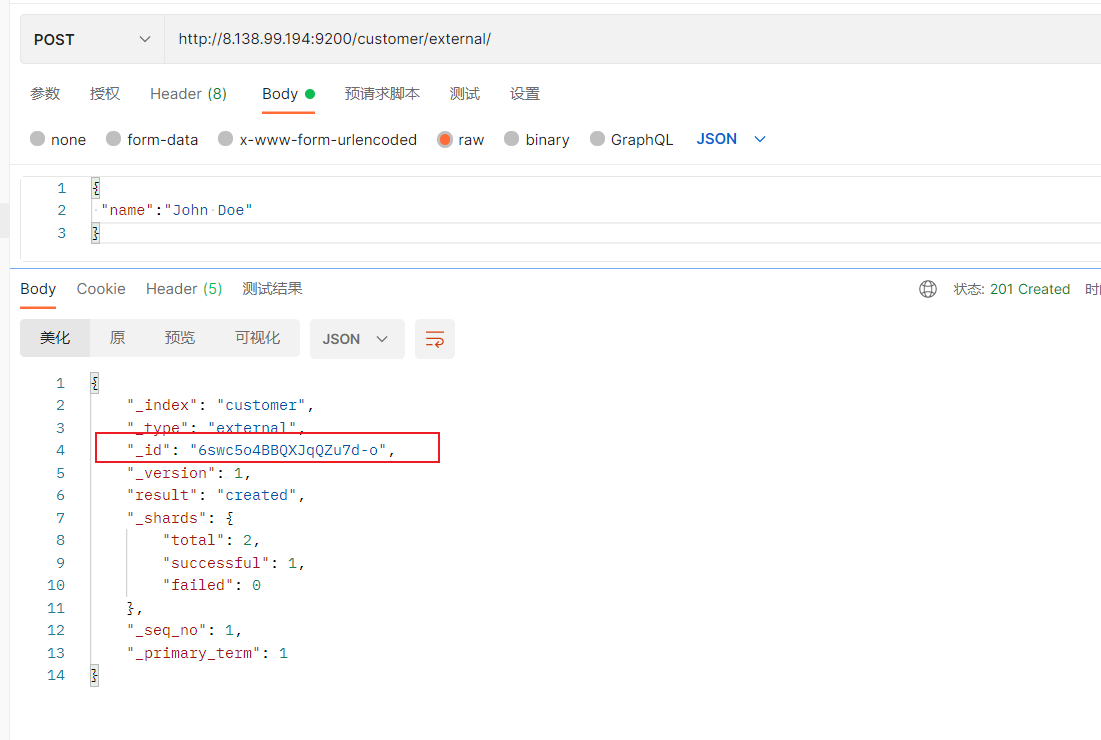 POST http://8.138.99.194:9200/customer/external/
参数 授权 Header (8) Body 预请求脚本 测试 设置
none form-data x-www-form-urlencoded raw binary GraphQL JSON
1 {
2 "name":"John Doe"
3 }
Body Cookie Header (5) 测试结果 状态: 201 Created 时
美化 原 预览 可视化 JSON
1 {
2 "_index": "customer",
3 "_type": "external",
4 "_id": "6swc5o4BBQXJqQZu7d-o",
5 "_version": 1,
6 "result": "created",
7 "_shards": {
8 "total": 2,
9 "successful": 1,
10 "failed": 0
11 },
12 "_seq_no": 1,
13 "_primary_term": 1
14 }